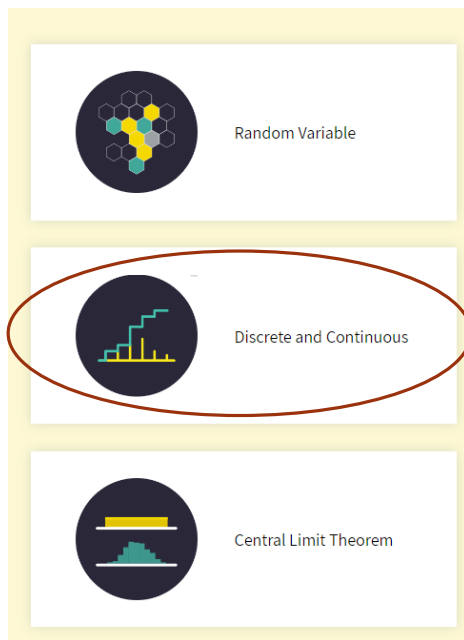 Random Variable
Discrete and Continuous
Central Limit Theorem